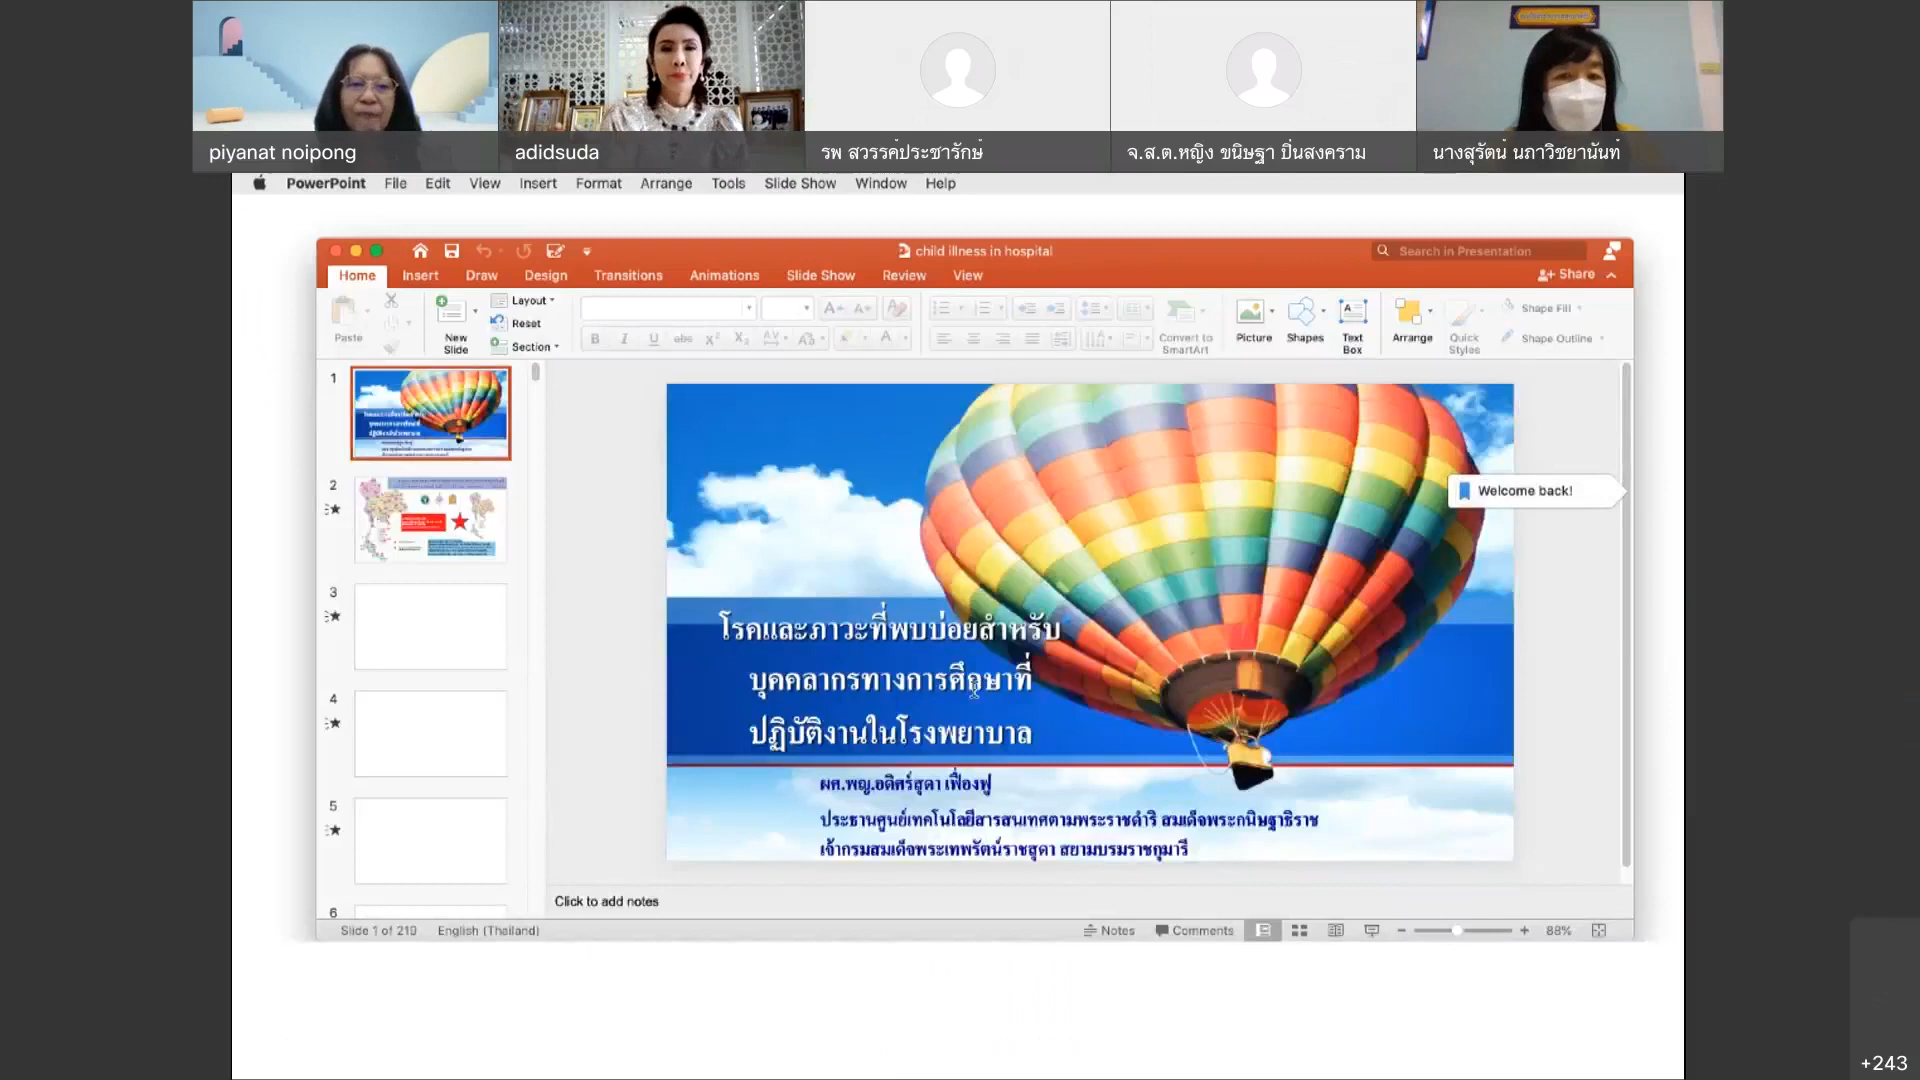 piyanat noipong
adidsuda
รพ สวรรค์ประชารักษ์
จ.ส.ต.หญิง ขนิษฐา ปิ่นสงคราม
นางสุรัตน์ นภาวิชยานันท์
PowerPoint File Edit View Insert Format Arrange Tools Slide Show Window Help
child illness in hospital
Search in Presentation
Home Insert Draw Design Transitions Animations Slide Show Review View
Share
Paste
New Slide
Layout
Reset
Section
Convert to SmartArt
Picture
Shapes
Text Box
Arrange
Quick Styles
Shape Fill
Shape Outline
1
2
3
4
5
6
Welcome back!
โรคและภาวะที่พบบ่อยสำหรับ
บุคคลากรทางการศึกษาที่
ปฏิบัติงานในโรงพยาบาล
ผศ.พญ.อดิศร์สุดา เฟื่องฟู
ประธานศูนย์เทคโนโลยีสารสนเทศตามพระราชดำริ สมเด็จพระกนิษฐาธิราช
เจ้ากรมสมเด็จพระเทพรัตน์ราชสุดา สยามบรมราชกุมารี
Click to add notes
Slide 1 of 219 English (Thailand)
Notes Comments 88%
+243